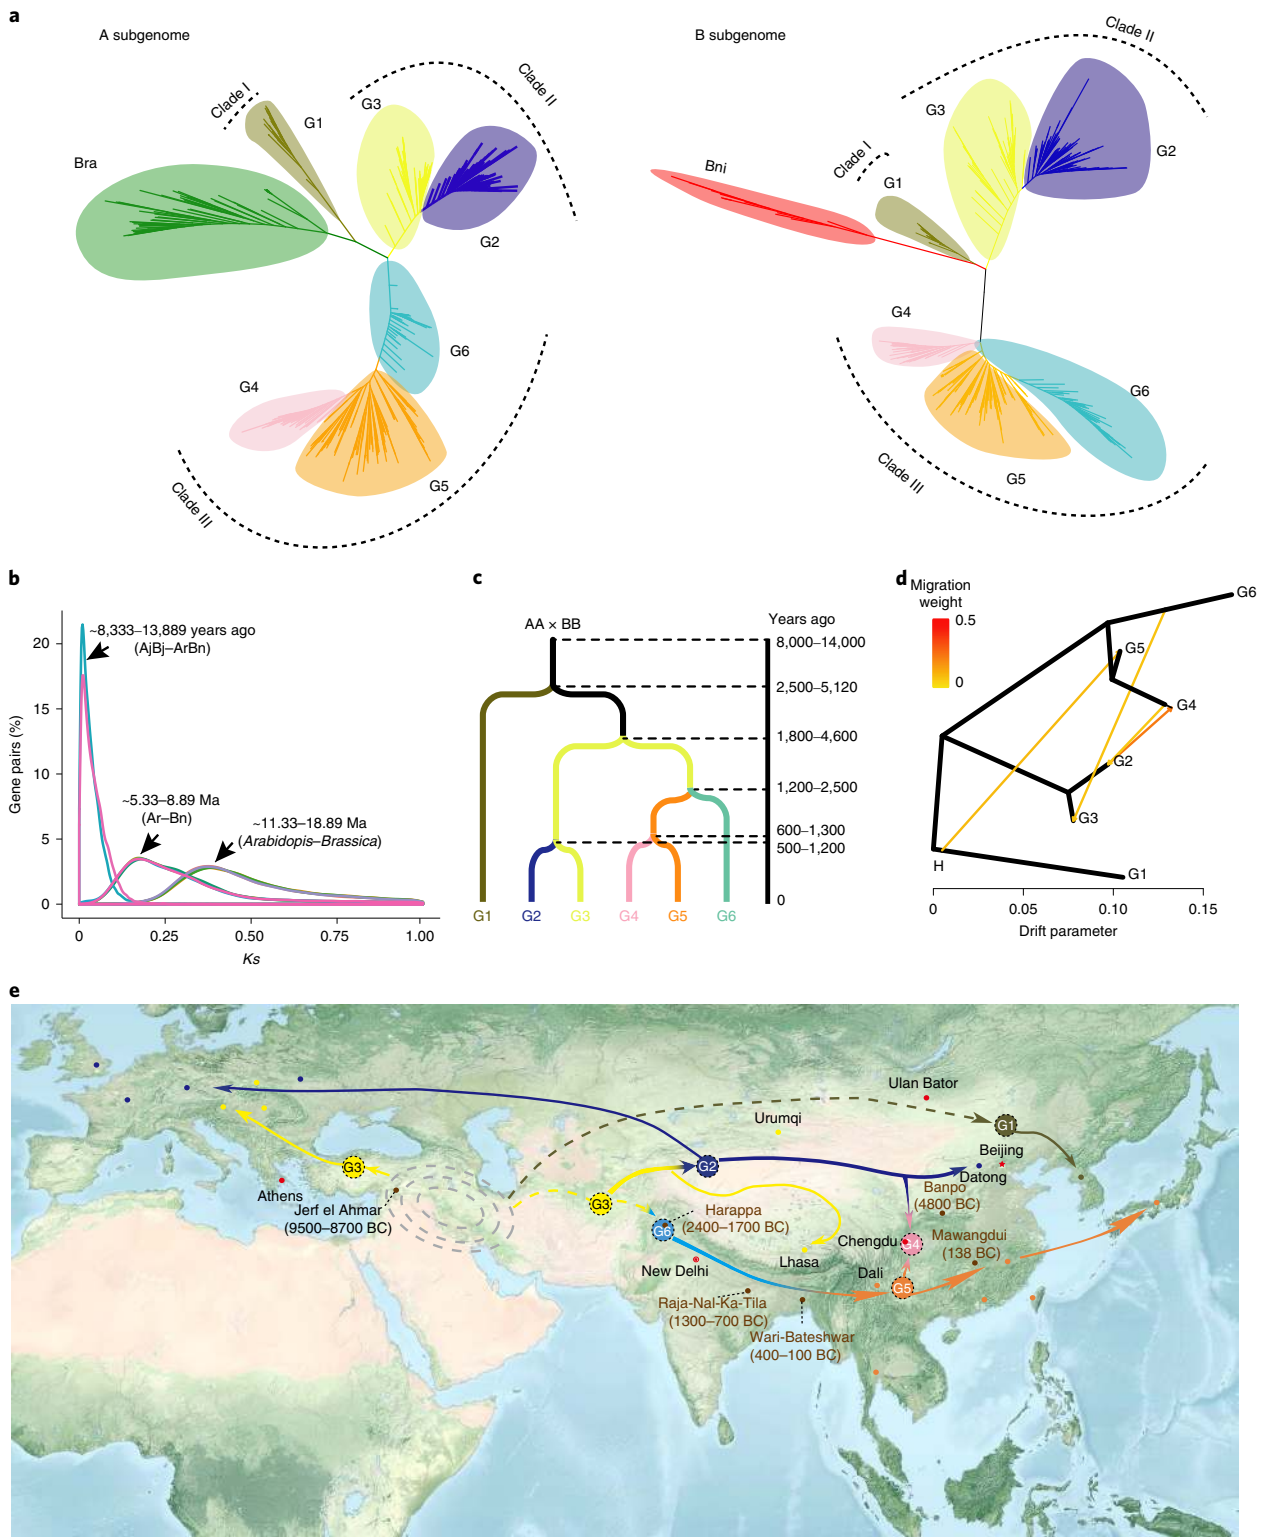 a
A subgenome
B subgenome
Clade I
G1
G3
Clade II
Bra
G2
G6
G4
G5
Clade III
Clade II
G3
G2
Clade I
Bni
G1
G4
G6
G5
Clade III
b
Gene pairs (%)
20
15
10
5
0
~8,333–13,889 years ago
(AjBj–ArBn)
~5.33–8.89 Ma
(Ar–Bn)
~11.33–18.89 Ma
(Arabidopis–Brassica)
0
0.25
0.50
0.75
1.00
Ks
c
AA × BB
Years ago
8,000–14,000
2,500–5,120
1,800–4,600
1,200–2,500
600–1,300
500–1,200
0
G1
G2
G3
G4
G5
G6
d
Migration
weight
0.5
0
G6
G5
G4
G2
G3
H
G1
0
0.05
0.10
0.15
Drift parameter
e
Ulan Bator
Urumqi
G1
Beijing
G3
G2
Datong
Athens
Jerf el Ahmar
(9500–8700 BC)
G3
Banpo
(4800 BC)
Harappa
(2400–1700 BC)
G6
Chengdu
G4
Mawangdui
(138 BC)
Lhasa
New Delhi
Dali
G5
Raja-Nal-Ka-Tila
(1300–700 BC)
Wari-Bateshwar
(400–100 BC)